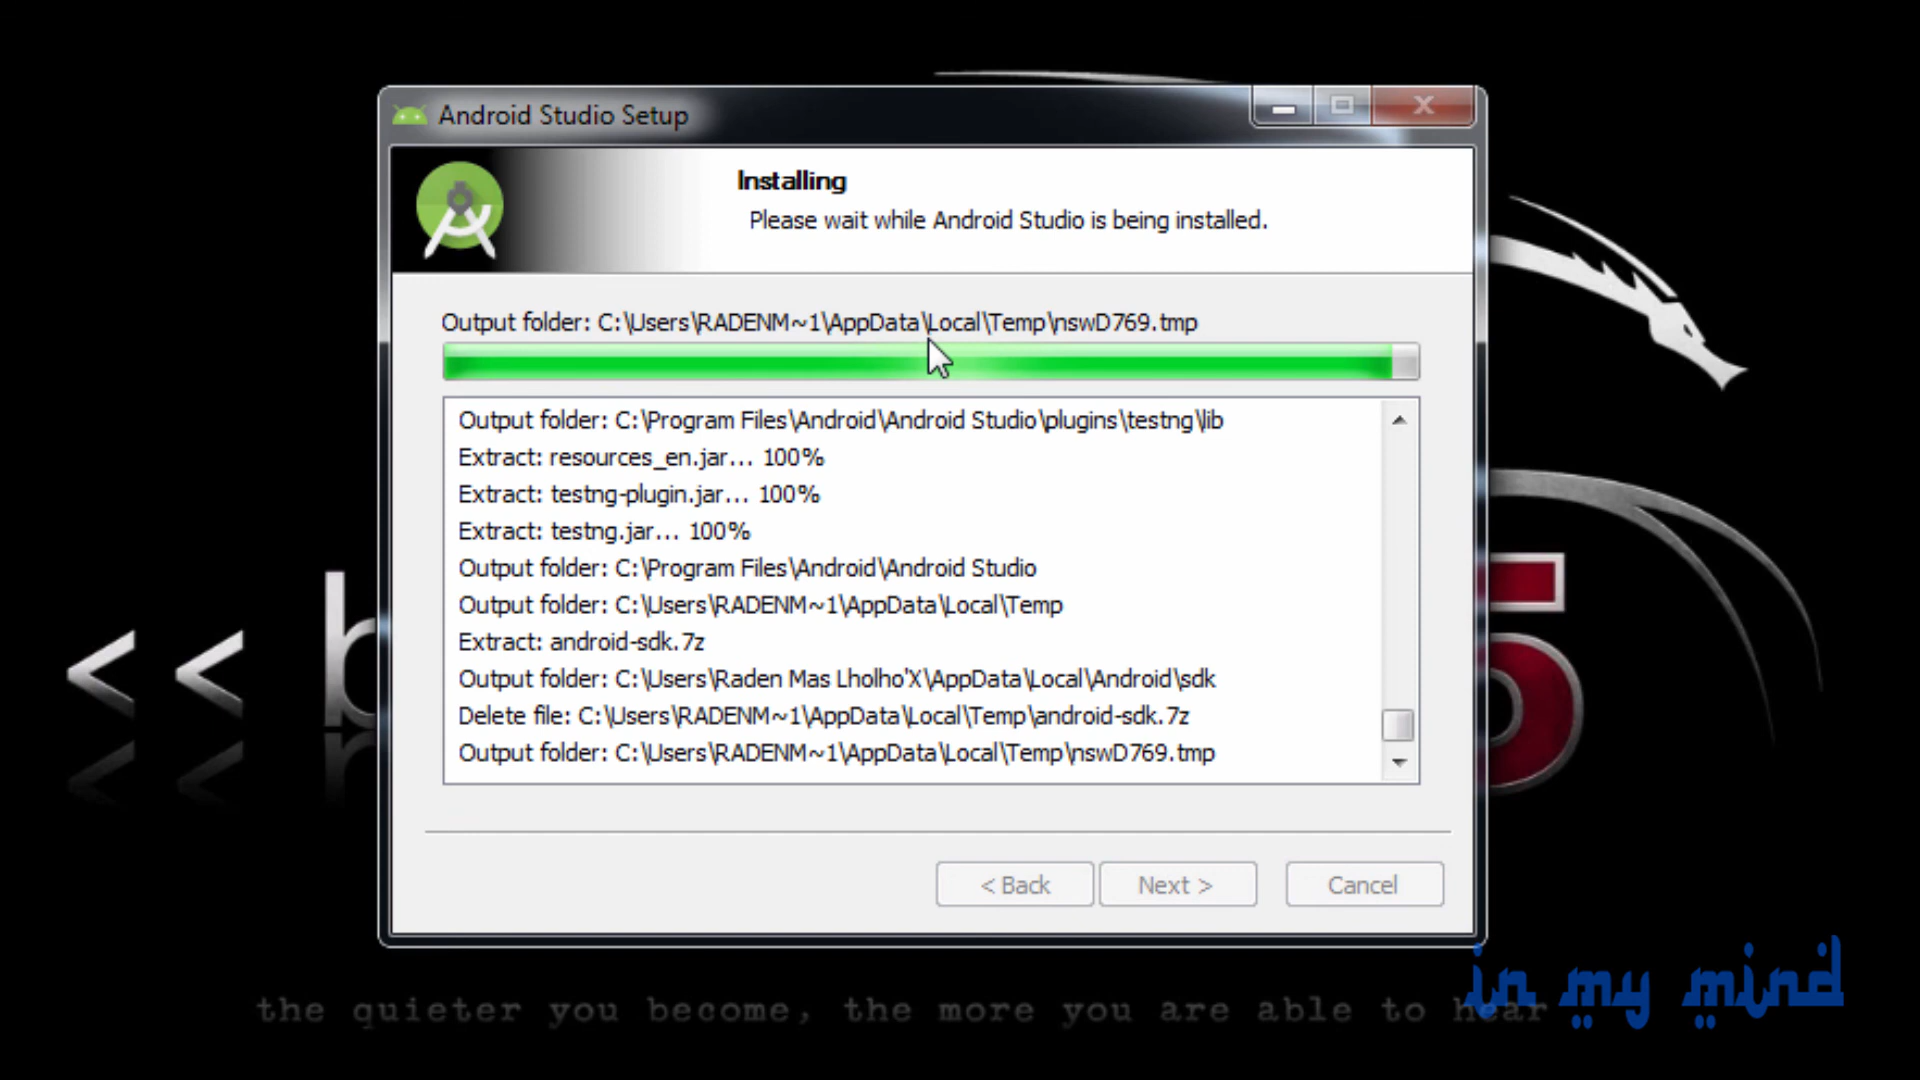 Android Studio Setup
Installing
Please wait while Android Studio is being installed.
Output folder: C:\Users\RADENM~1\AppData\Local\Temp\nswD769.tmp
Output folder: C:\Program Files\Android\Android Studio\plugins\testng\lib
Extract: resources_en.jar... 100%
Extract: testng-plugin.jar... 100%
Extract: testng.jar... 100%
Output folder: C:\Program Files\Android\Android Studio
Output folder: C:\Users\RADENM~1\AppData\Local\Temp
Extract: android-sdk.7z
Output folder: C:\Users\Raden Mas Lholho'X\AppData\Local\Android\sdk
Delete file: C:\Users\RADENM~1\AppData\Local\Temp\android-sdk.7z
Output folder: C:\Users\RADENM~1\AppData\Local\Temp\nswD769.tmp
< Back Next > Cancel
<< b 5
in my mind
the quieter you become, the more you are able to hear